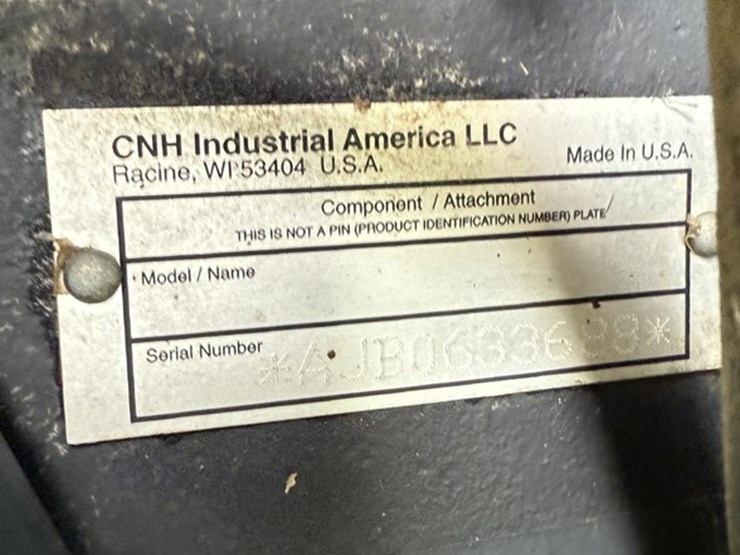 CNH Industrial America LLC
Racine, WI 53404 U.S.A.
Made In U.S.A.
Component / Attachment
THIS IS NOT A PIN (PRODUCT IDENTIFICATION NUMBER) PLATE
Model / Name
Serial Number